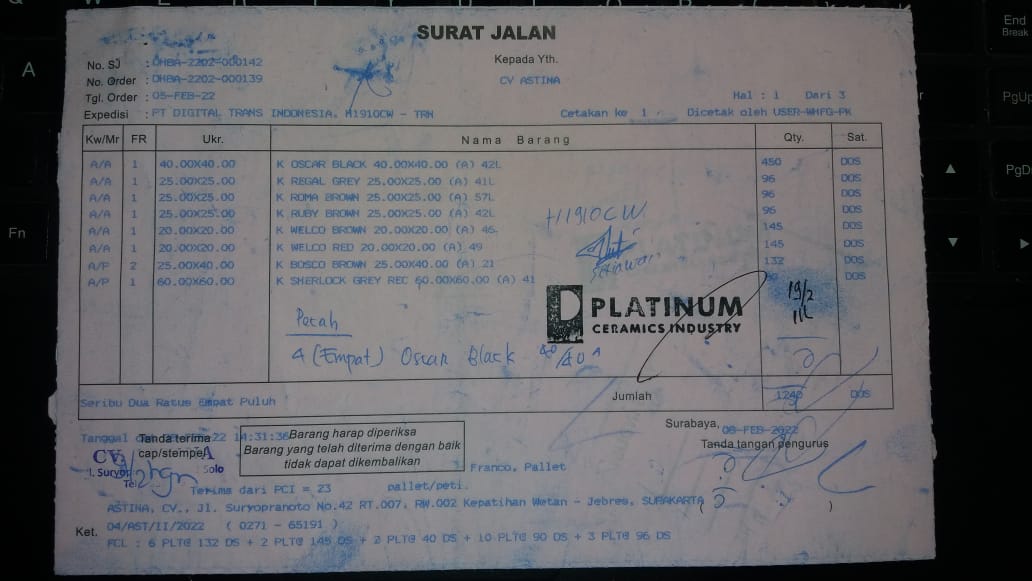 SURAT JALAN
No. SJ : OHBA-2202-000142
Kepada Yth.
No. Order : OHBA-2202-000139
CV ASTINA
Tgl. Order : 05-FEB-22
Hal : 1 Dari 3
Expedisi : PT DIGITAL TRANS INDONESIA, H1910CW - TRN Cetakan ke 1 Dicetak oleh USER-WHFG-PK
Kw/Mr FR Ukr. Nama Barang Qty. Sat.
A/A 1 40.00X40.00 K OSCAR BLACK 40.00X40.00 (A) 42L 450 DOS
A/A 1 25.00X25.00 K REGAL GREY 25.00X25.00 (A) 41L 96 DOS
A/A 1 25.00X25.00 K ROMA BROWN 25.00X25.00 (A) 57L 96 DOS
A/A 1 25.00X25.00 K RUBY BROWN 25.00X25.00 (A) 42L 96 DOS
A/A 1 20.00X20.00 K WELCO BROWN 20.00X20.00 (A) 46. 145 DOS
A/A 1 20.00X20.00 K WELCO RED 20.00X20.00 (A) 49 145 DOS
A/P 2 25.00X40.00 K BOSCO BROWN 25.00X40.00 (A) 21 132 DOS
A/P 1 60.00X60.00 K SHERLOCK GREY REC 60.00X60.00 (A) 41 DOS
H1910CW
Setiawan
19/2
PLATINUM
CERAMICS INDUSTRY
Pecah
4 (Empat) Oscar Black 40/40 A
Jumlah 1240 DOS
Seribu Dua Ratus Empat Puluh
Surabaya, 08-FEB-2022
Tanggal 22 14:31:36
Tanda terima
cap/stempel
Tanda tangan pengurus
Barang harap diperiksa
Barang yang telah diterima dengan baik
tidak dapat dikembalikan
CV. A
Solo
Franco, Pallet
Terima dari PCI = 23 pallet/peti.
ASTINA, CV., Jl. Suryopranoto No.42 RT.007, RW.002 Kepatihan Wetan - Jebres, SURAKARTA
Ket. 04/AST/II/2022 ( 0271 - 65191 )
FCL : 6 PLT@ 132 DS + 2 PLT@ 145 DS + 2 PLT@ 40 DS + 10 PLT@ 90 DS + 3 PLT@ 96 DS
A
Fn
End
Break
PgUp